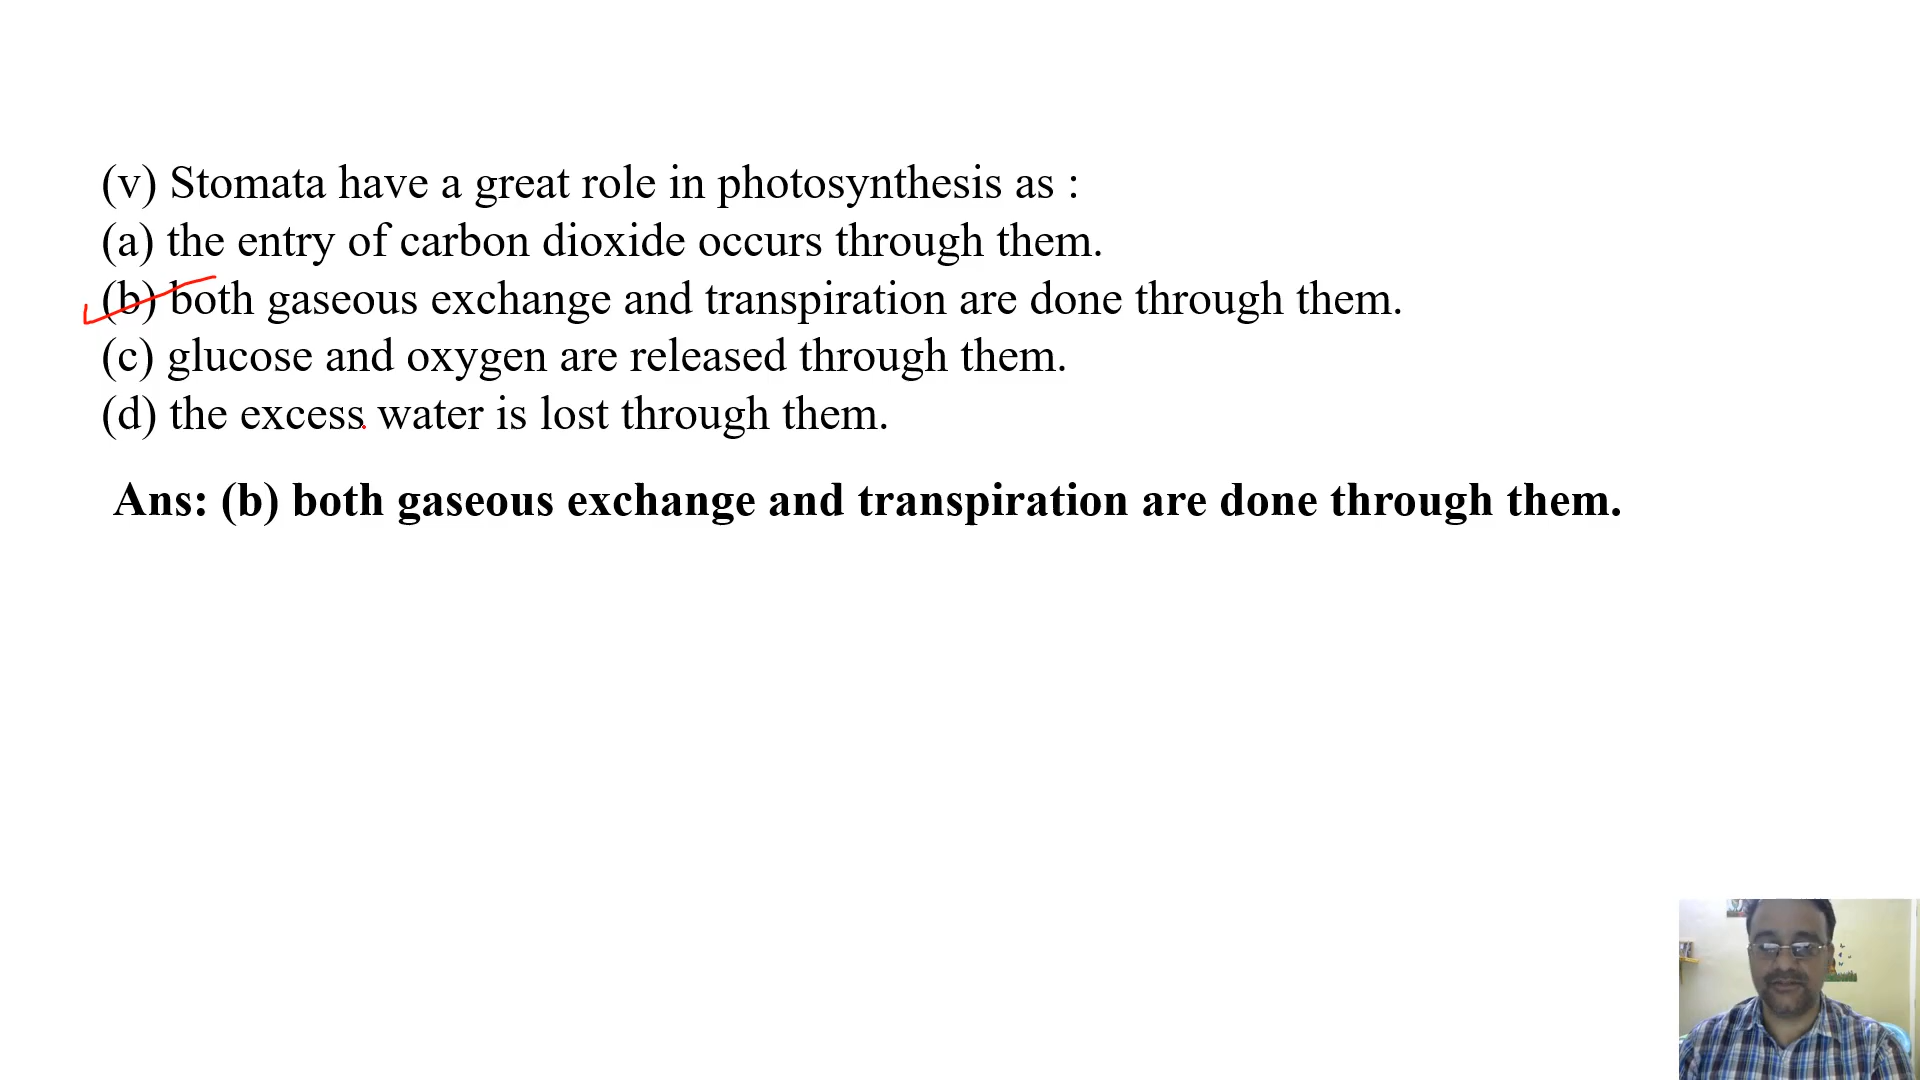 (v) Stomata have a great role in photosynthesis as :
(a) the entry of carbon dioxide occurs through them.
(b) both gaseous exchange and transpiration are done through them.
(c) glucose and oxygen are released through them.
(d) the excess water is lost through them.
Ans: (b) both gaseous exchange and transpiration are done through them.